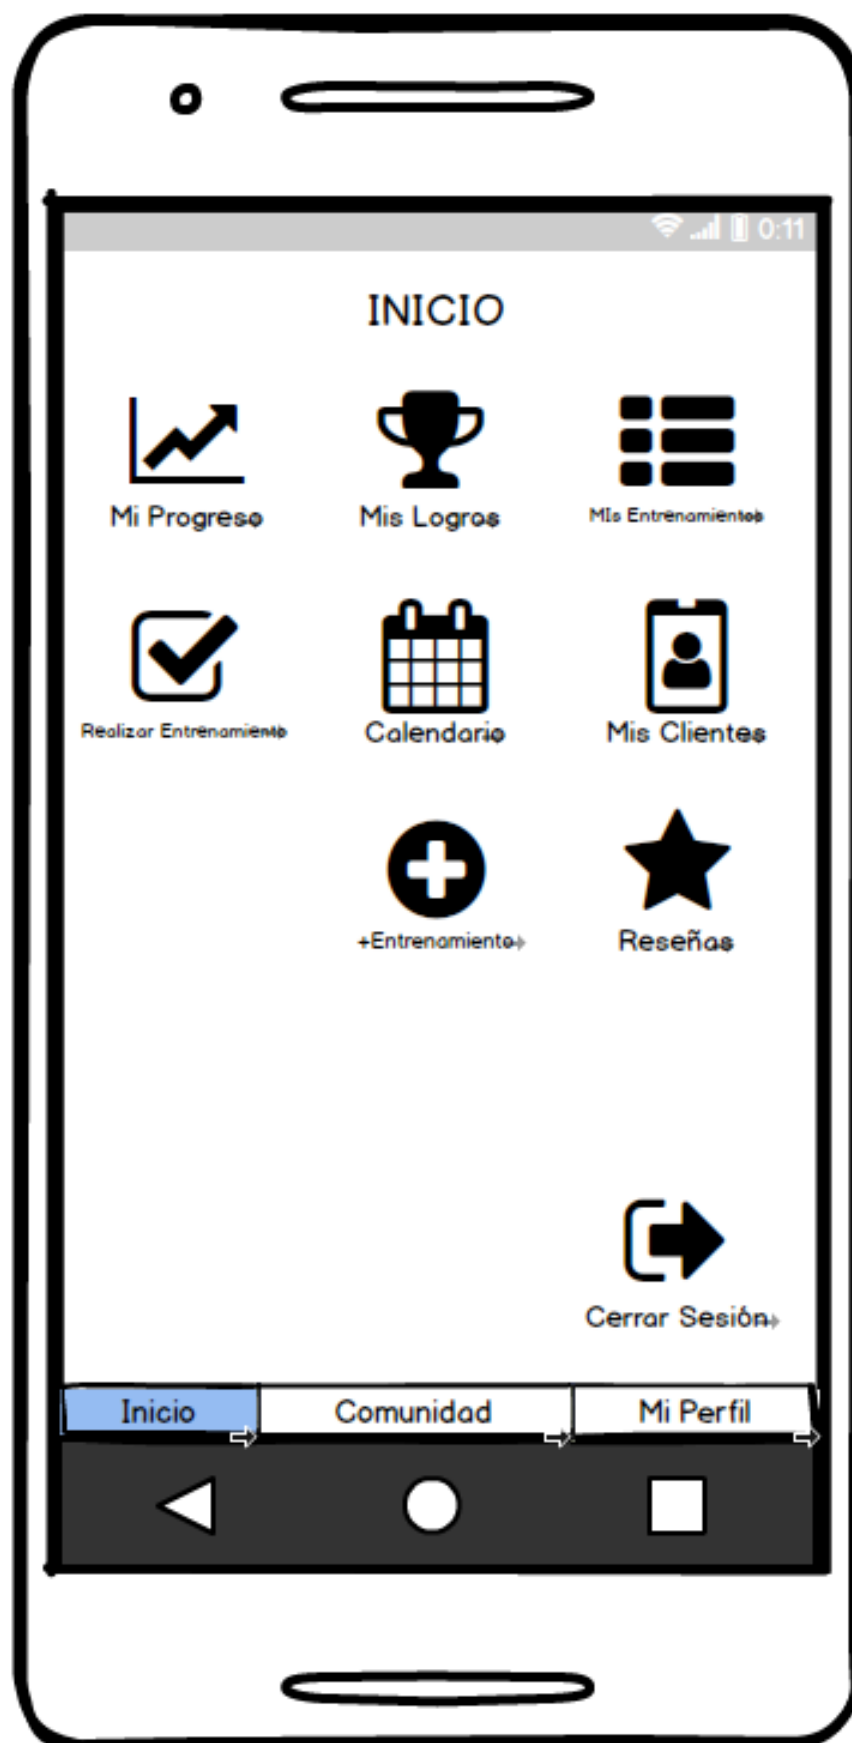 0:11
INICIO
Mi Progreso
Mis Logros
MIs Entrenamientos
Realizar Entrenamiento
Calendario
Mis Clientes
+Entrenamiento
Reseñas
Cerrar Sesión
Inicio
Comunidad
Mi Perfil